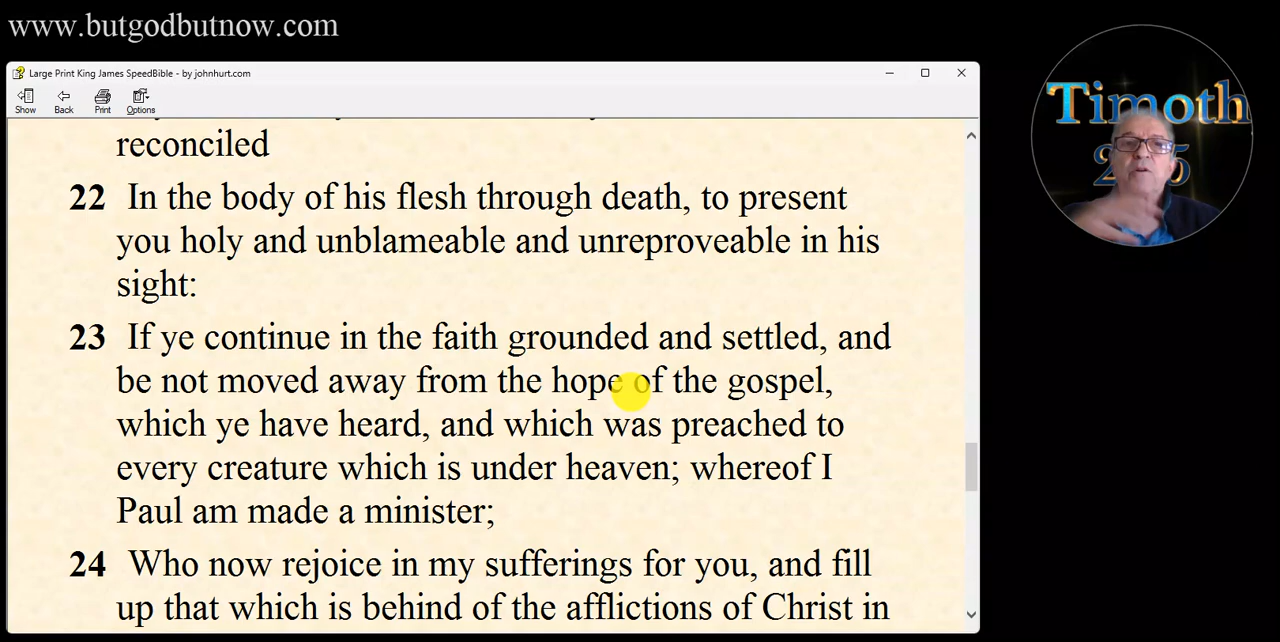 www.butgodbutnow.com
Large Print King James SpeedBible - by johnhurt.com
Show Back Print Options
reconciled
22 In the body of his flesh through death, to present
you holy and unblameable and unreproveable in his
sight:
23 If ye continue in the faith grounded and settled, and
be not moved away from the hope of the gospel,
which ye have heard, and which was preached to
every creature which is under heaven; whereof I
Paul am made a minister;
24 Who now rejoice in my sufferings for you, and fill
up that which is behind of the afflictions of Christ in
Timoth